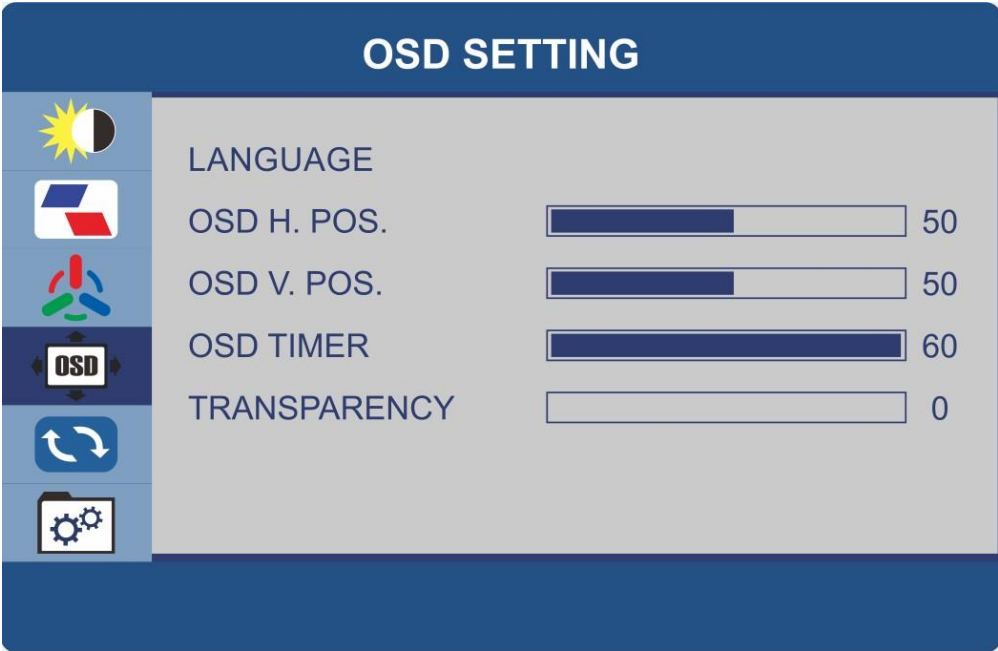 OSD SETTING
LANGUAGE
OSD H. POS. 50
OSD V. POS. 50
OSD
OSD TIMER 60
TRANSPARENCY 0